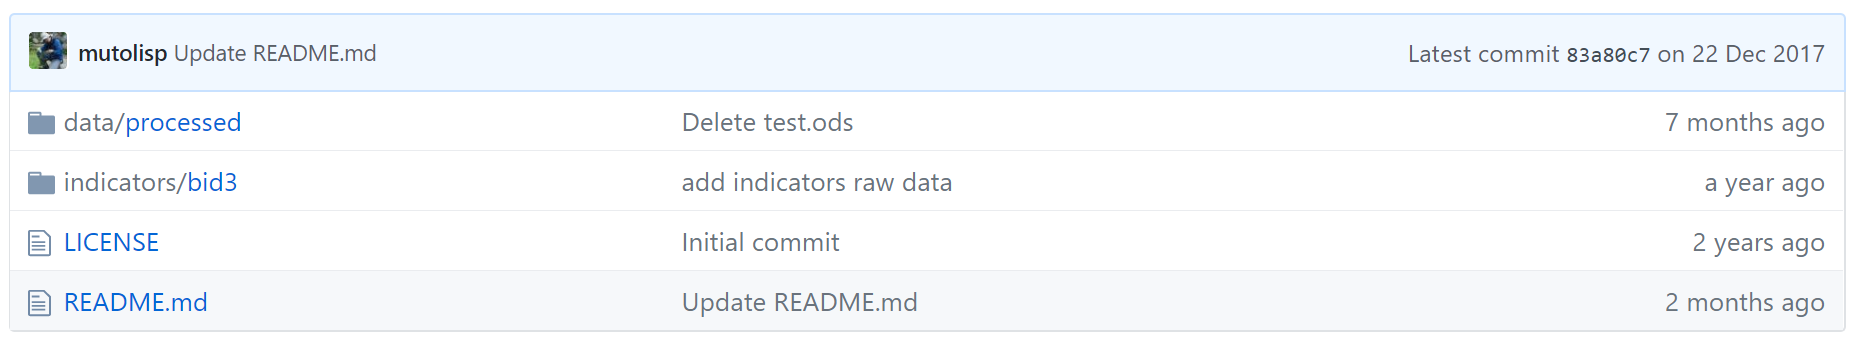 mutolisp Update README.md Latest commit 83a80c7 on 22 Dec 2017
data/processed Delete test.ods 7 months ago
indicators/bid3 add indicators raw data a year ago
LICENSE Initial commit 2 years ago
README.md Update README.md 2 months ago